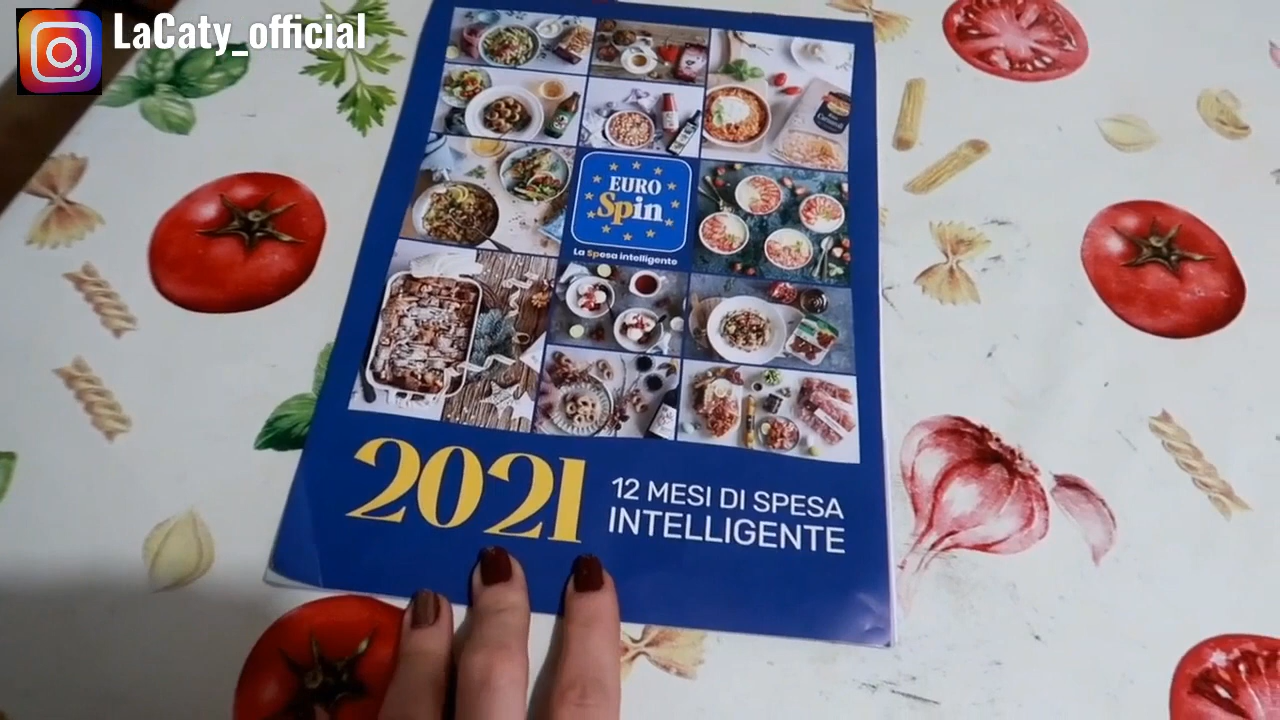 LaCaty_official
EURO
Spin
La Spesa intelligente
2021
12 MESI DI SPESA
INTELLIGENTE